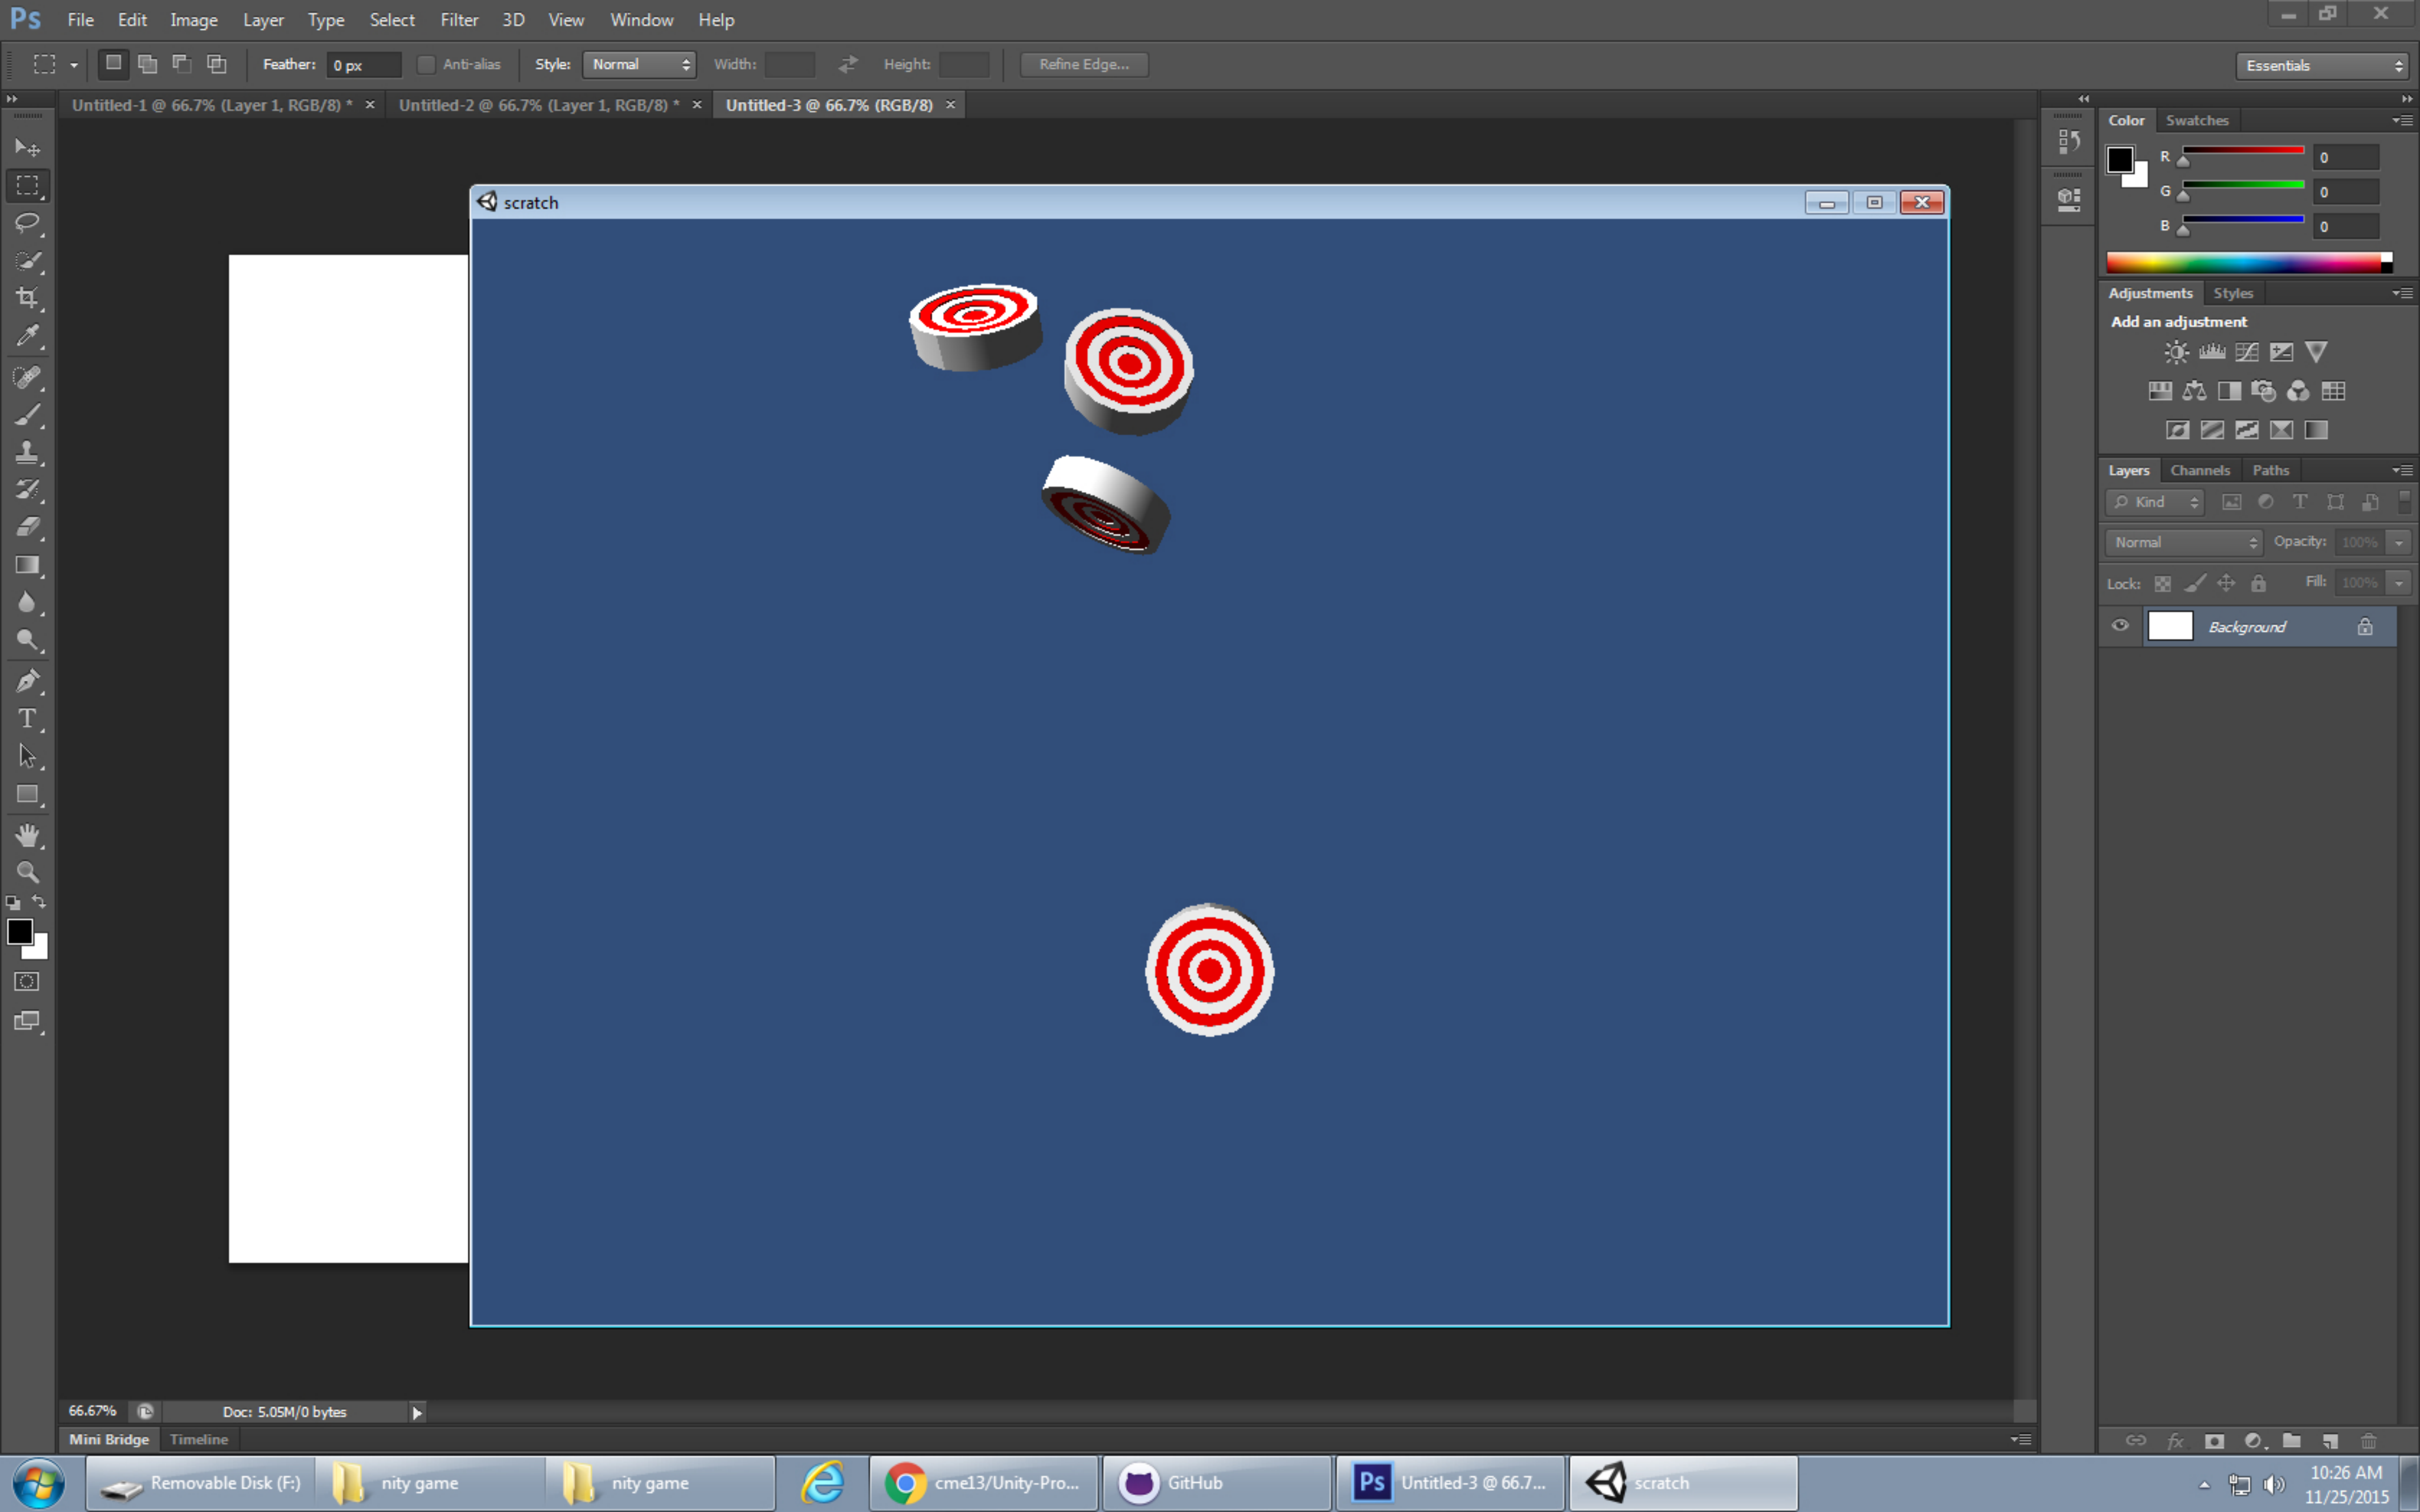 Ps File Edit Image Layer Type Select Filter 3D View Window Help
Feather: 0 px Anti-alias Style: Normal Width: Height: Refine Edge... Essentials
Untitled-1 @ 66.7% (Layer 1, RGB/8) * Untitled-2 @ 66.7% (Layer 1, RGB/8) * Untitled-3 @ 66.7% (RGB/8)
Color Swatches
R 0
G 0
B 0
scratch
Adjustments Styles
Add an adjustment
Layers Channels Paths
Kind
Normal Opacity: 100%
Lock: Fill: 100%
Background
66.67% Doc: 5.05M/0 bytes
Mini Bridge Timeline
Removable Disk (F:) nity game nity game cme13/Unity-Pro... GitHub Ps Untitled-3 @ 66.7... scratch
10:26 AM
11/25/2015